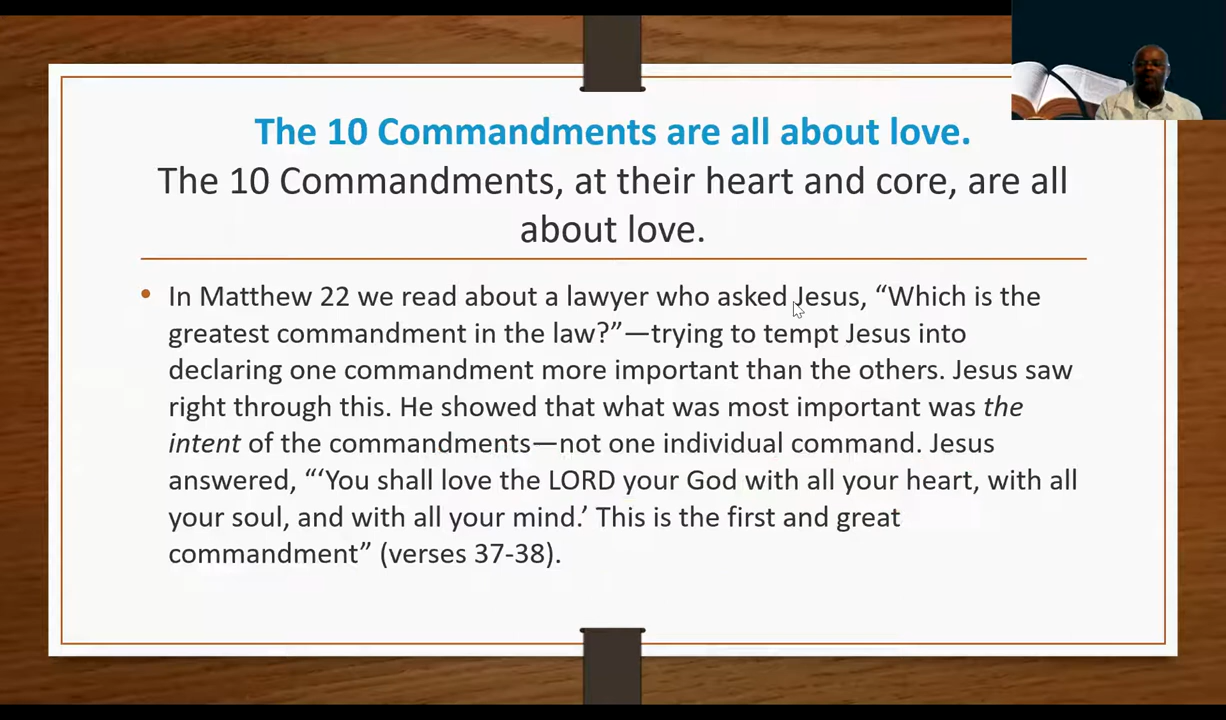 The 10 Commandments are all about love.
The 10 Commandments, at their heart and core, are all
about love.
• In Matthew 22 we read about a lawyer who asked Jesus, “Which is the
greatest commandment in the law?”—trying to tempt Jesus into
declaring one commandment more important than the others. Jesus saw
right through this. He showed that what was most important was the
intent of the commandments—not one individual command. Jesus
answered, “‘You shall love the LORD your God with all your heart, with all
your soul, and with all your mind.’ This is the first and great
commandment” (verses 37-38).